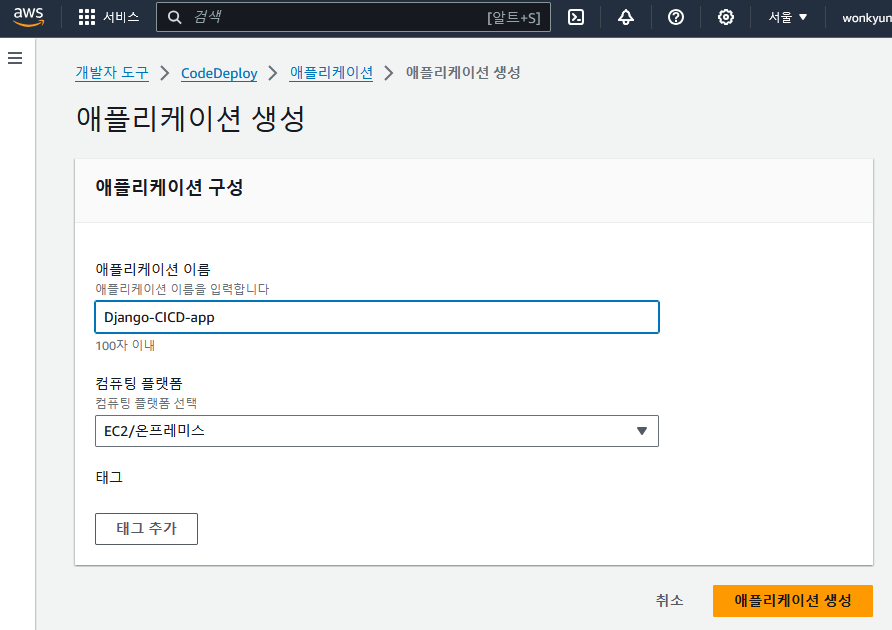 aws 서비스 검색 [알트+S] 서울 ▼ wonkyun
개발자 도구 > CodeDeploy > 애플리케이션 > 애플리케이션 생성
애플리케이션 생성
애플리케이션 구성
애플리케이션 이름
애플리케이션 이름을 입력합니다
Django-CICD-app
100자 이내
컴퓨팅 플랫폼
컴퓨팅 플랫폼 선택
EC2/온프레미스
태그
태그 추가
취소 애플리케이션 생성